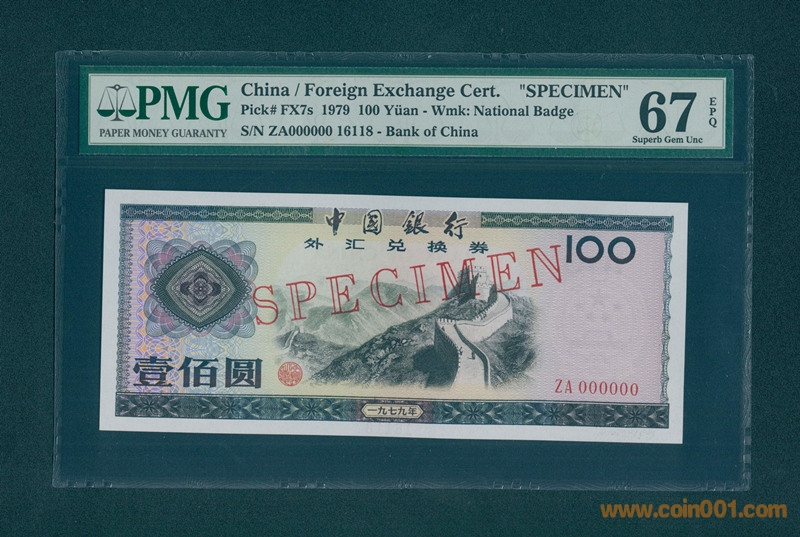 PMG
PAPER MONEY GUARANTY
China / Foreign Exchange Cert. "SPECIMEN"
Pick# FX7s 1979 100 Yüan - Wmk: National Badge
S/N ZA000000 16118 - Bank of China
67 EPQ
Superb Gem Unc
中國銀行
外汇兑换券
100
SPECIMEN
壹佰圆
ZA 000000
一九七九年
www.coin001.com